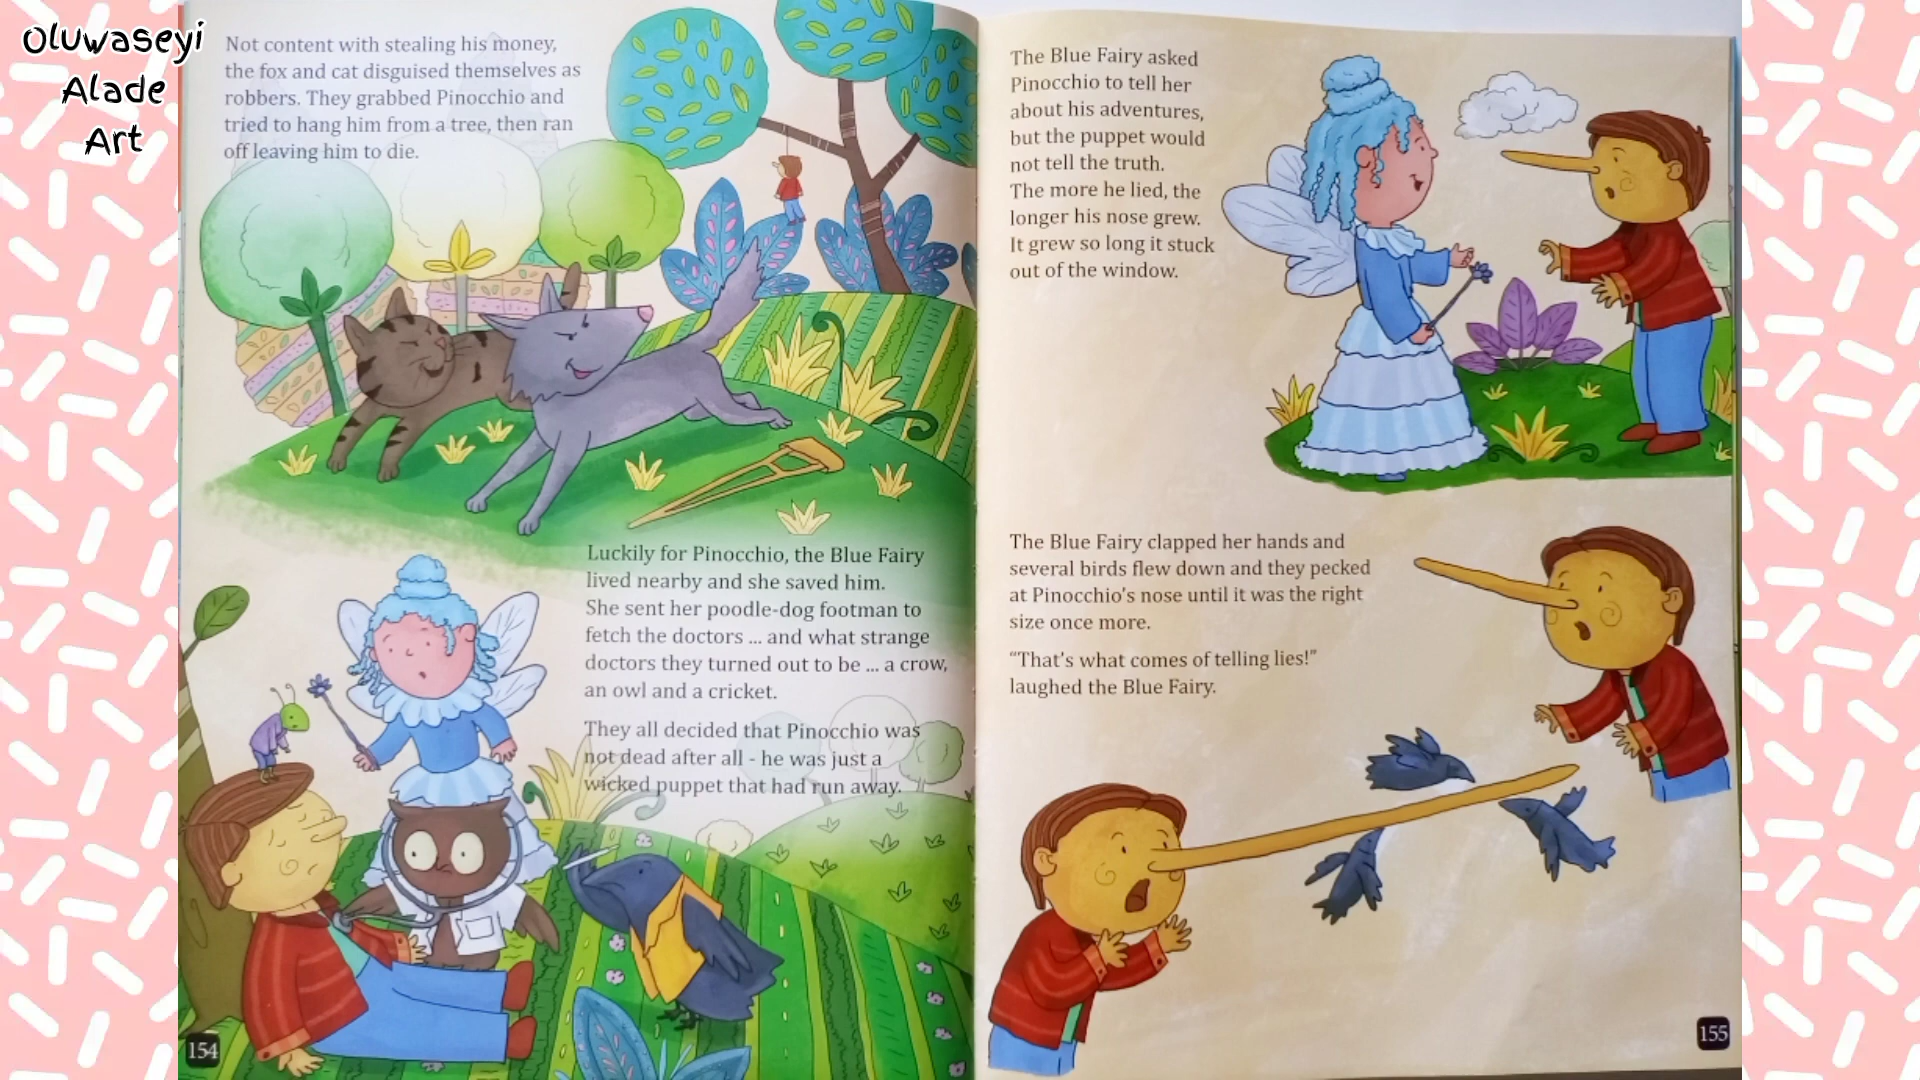 Oluwaseyi
Alade
Art
Not content with stealing his money,
the fox and cat disguised themselves as
robbers. They grabbed Pinocchio and
tried to hang him from a tree, then ran
off leaving him to die.
Luckily for Pinocchio, the Blue Fairy
lived nearby and she saved him.
She sent her poodle-dog footman to
fetch the doctors ... and what strange
doctors they turned out to be ... a crow,
an owl and a cricket.
They all decided that Pinocchio was
not dead after all - he was just a
wicked puppet that had run away.
154
The Blue Fairy asked
Pinocchio to tell her
about his adventures,
but the puppet would
not tell the truth.
The more he lied, the
longer his nose grew.
It grew so long it stuck
out of the window.
The Blue Fairy clapped her hands and
several birds flew down and they pecked
at Pinocchio's nose until it was the right
size once more.
“That's what comes of telling lies!”
laughed the Blue Fairy.
155